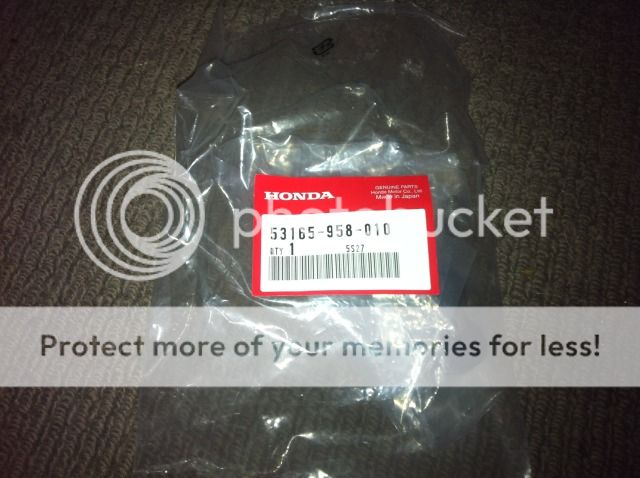 HONDA
GENUINE PARTS
Honda Motor Co., Ltd.
Made in Japan
photobucket
53165-958-010
QTY 1 5S27
Protect more of your memories for less!